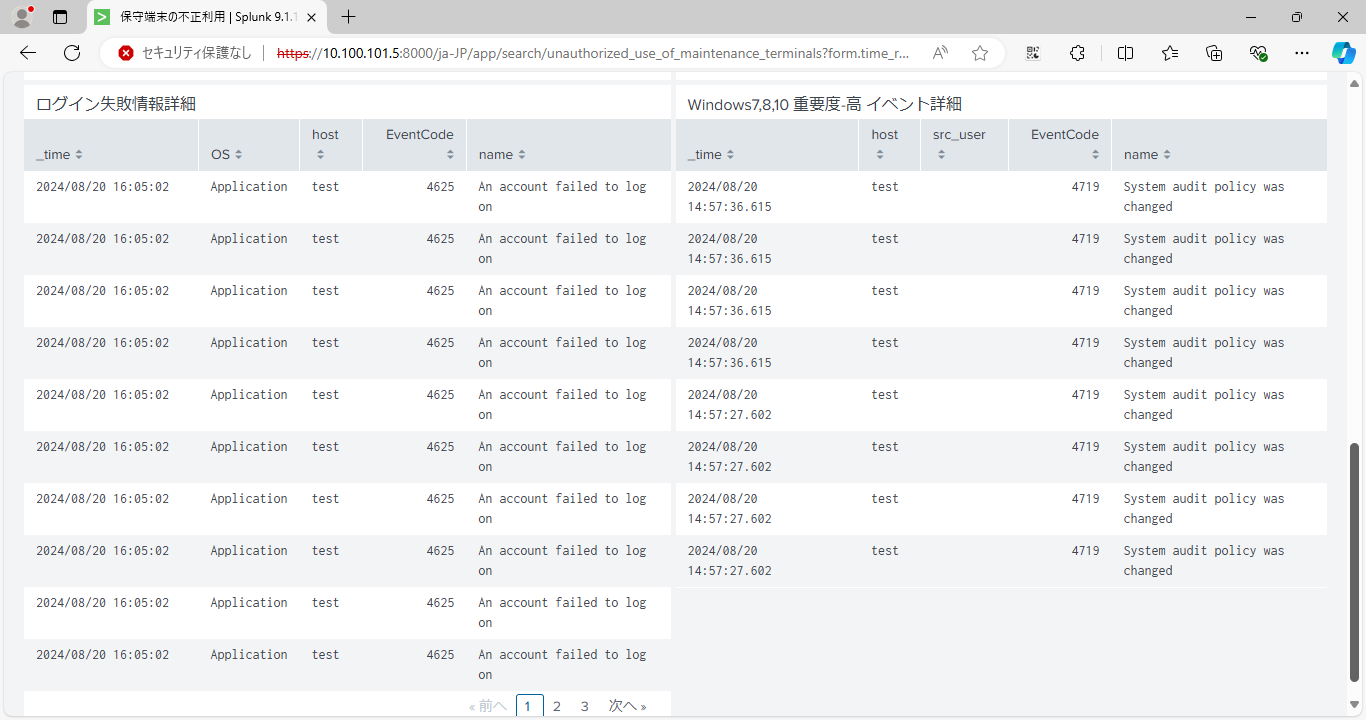 保守端末の不正利用 | Splunk 9.1.1
セキュリティ保護なし
https://10.100.101.5:8000/ja-JP/app/search/unauthorized_use_of_maintenance_terminals?form.time_r...
ログイン失敗情報詳細
_time OS host EventCode name
2024/08/20 16:05:02 Application test 4625 An account failed to log
on
2024/08/20 16:05:02 Application test 4625 An account failed to log
on
2024/08/20 16:05:02 Application test 4625 An account failed to log
on
2024/08/20 16:05:02 Application test 4625 An account failed to log
on
2024/08/20 16:05:02 Application test 4625 An account failed to log
on
2024/08/20 16:05:02 Application test 4625 An account failed to log
on
2024/08/20 16:05:02 Application test 4625 An account failed to log
on
2024/08/20 16:05:02 Application test 4625 An account failed to log
on
2024/08/20 16:05:02 Application test 4625 An account failed to log
on
2024/08/20 16:05:02 Application test 4625 An account failed to log
on
« 前へ 1 2 3 次へ »
Windows7,8,10 重要度-高 イベント詳細
_time host src_user EventCode name
2024/08/20 test 4719 System audit policy was
14:57:36.615 changed
2024/08/20 test 4719 System audit policy was
14:57:36.615 changed
2024/08/20 test 4719 System audit policy was
14:57:36.615 changed
2024/08/20 test 4719 System audit policy was
14:57:36.615 changed
2024/08/20 test 4719 System audit policy was
14:57:27.602 changed
2024/08/20 test 4719 System audit policy was
14:57:27.602 changed
2024/08/20 test 4719 System audit policy was
14:57:27.602 changed
2024/08/20 test 4719 System audit policy was
14:57:27.602 changed